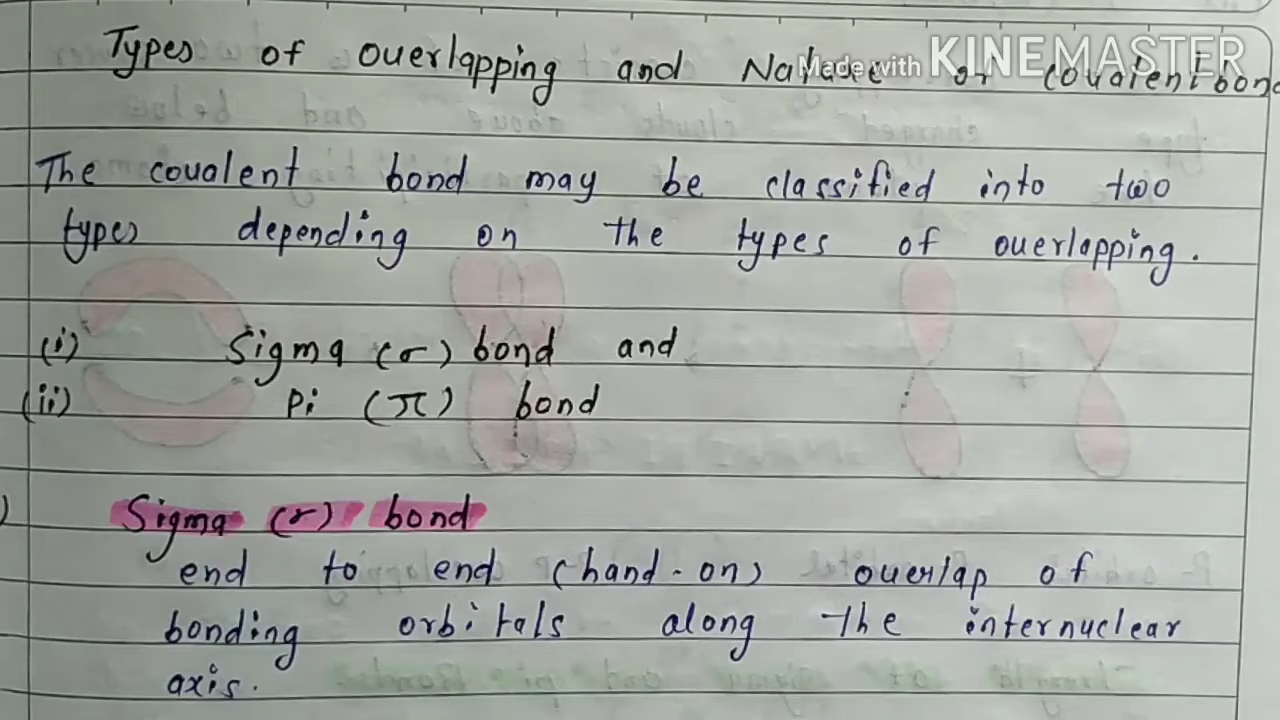 Types of overlapping and Nature of covalent bond
Made with KINEMASTER
The covalent bond may be classified into two
types depending on the types of overlapping.
(i) Sigma (σ) bond and
(ii) Pi (π) bond
Sigma (σ) bond
end to end (hand-on) overlap of
bonding orbitals along the internuclear
axis.